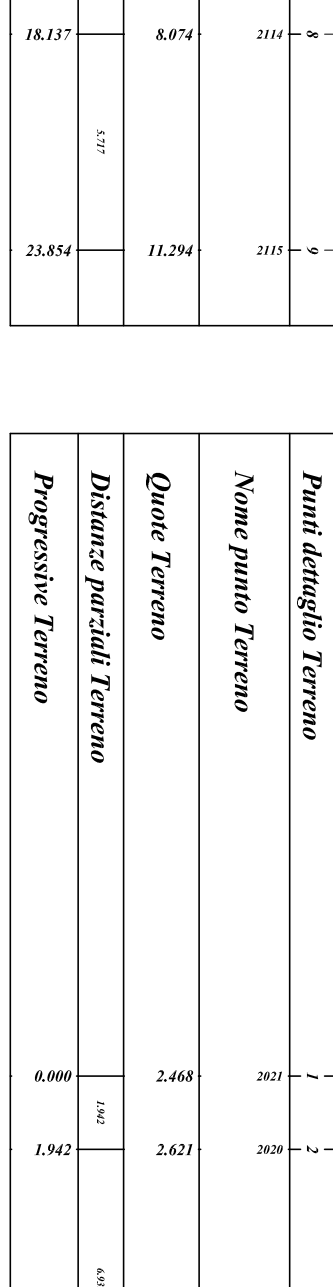 18.137 8.074 2114 8
5.717
23.854 11.294 2115 9
Punti dettaglio Terreno
Nome punto Terreno
Quote Terreno
Distanze parziali Terreno
Progressive Terreno
0.000 2.468 2021 1
1.942
1.942 2.621 2020 2